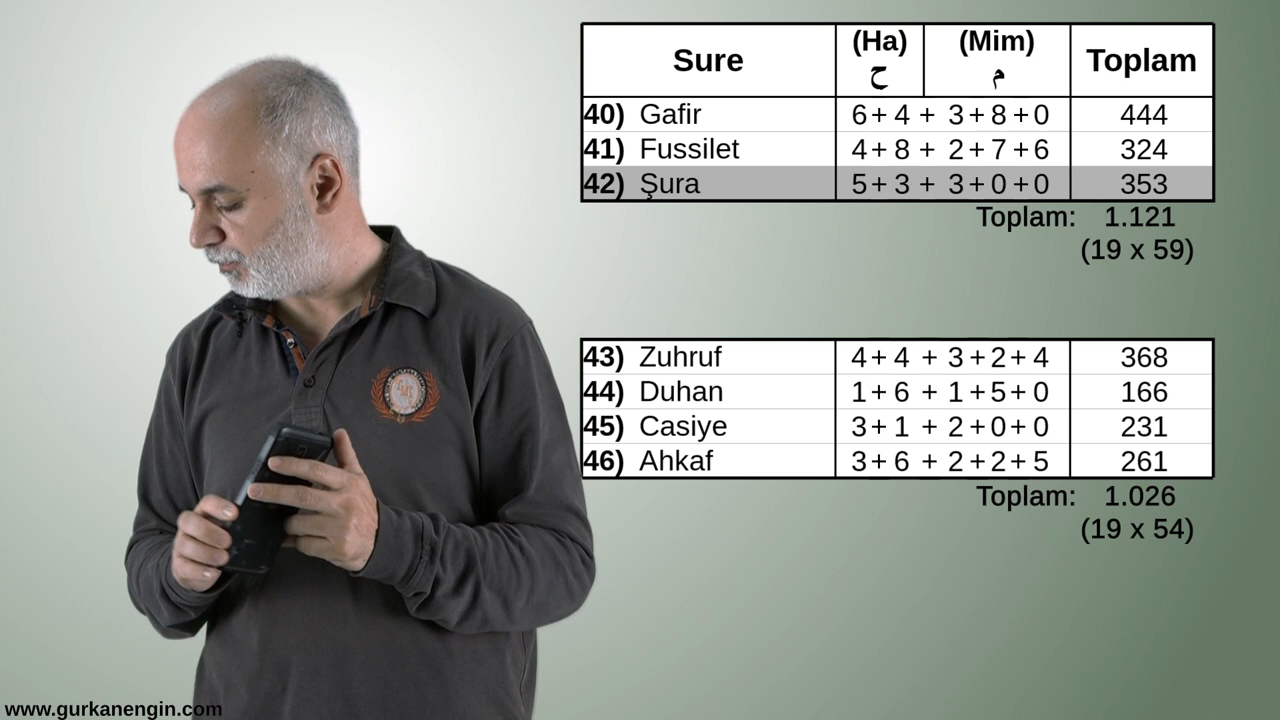 Sure (Ha) (Mim) Toplam
ح م
40) Gafir 6+4 + 3+8+0 444
41) Fussilet 4+8 + 2+7+6 324
42) Şura 5+3 + 3+0+0 353
Toplam: 1.121
(19 x 59)
43) Zuhruf 4+4 + 3+2+4 368
44) Duhan 1+6 + 1+5+0 166
45) Casiye 3+1 + 2+0+0 231
46) Ahkaf 3+6 + 2+2+5 261
Toplam: 1.026
(19 x 54)
www.gurkanengin.com